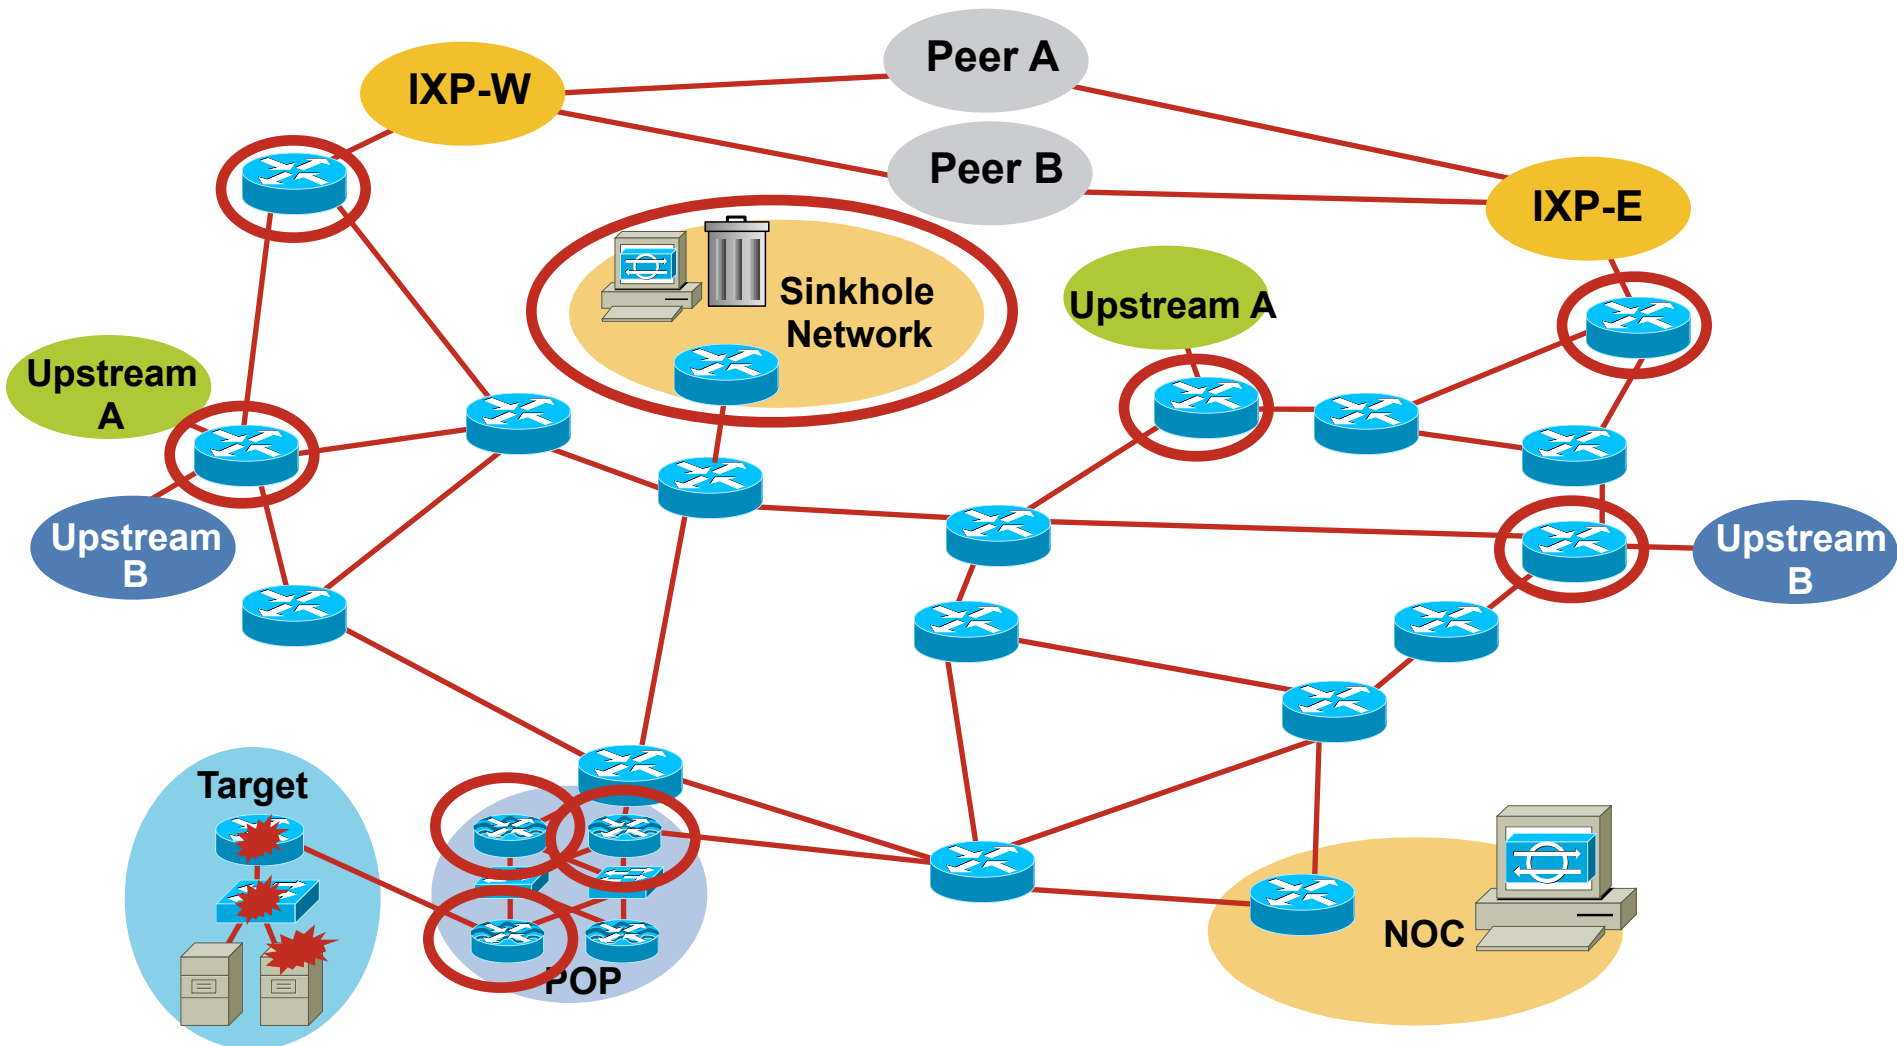 Peer A
IXP-W
Peer B
IXP-E
Sinkhole
Network
Upstream A
Upstream
A
Upstream
B
Upstream
B
Target
POP
NOC